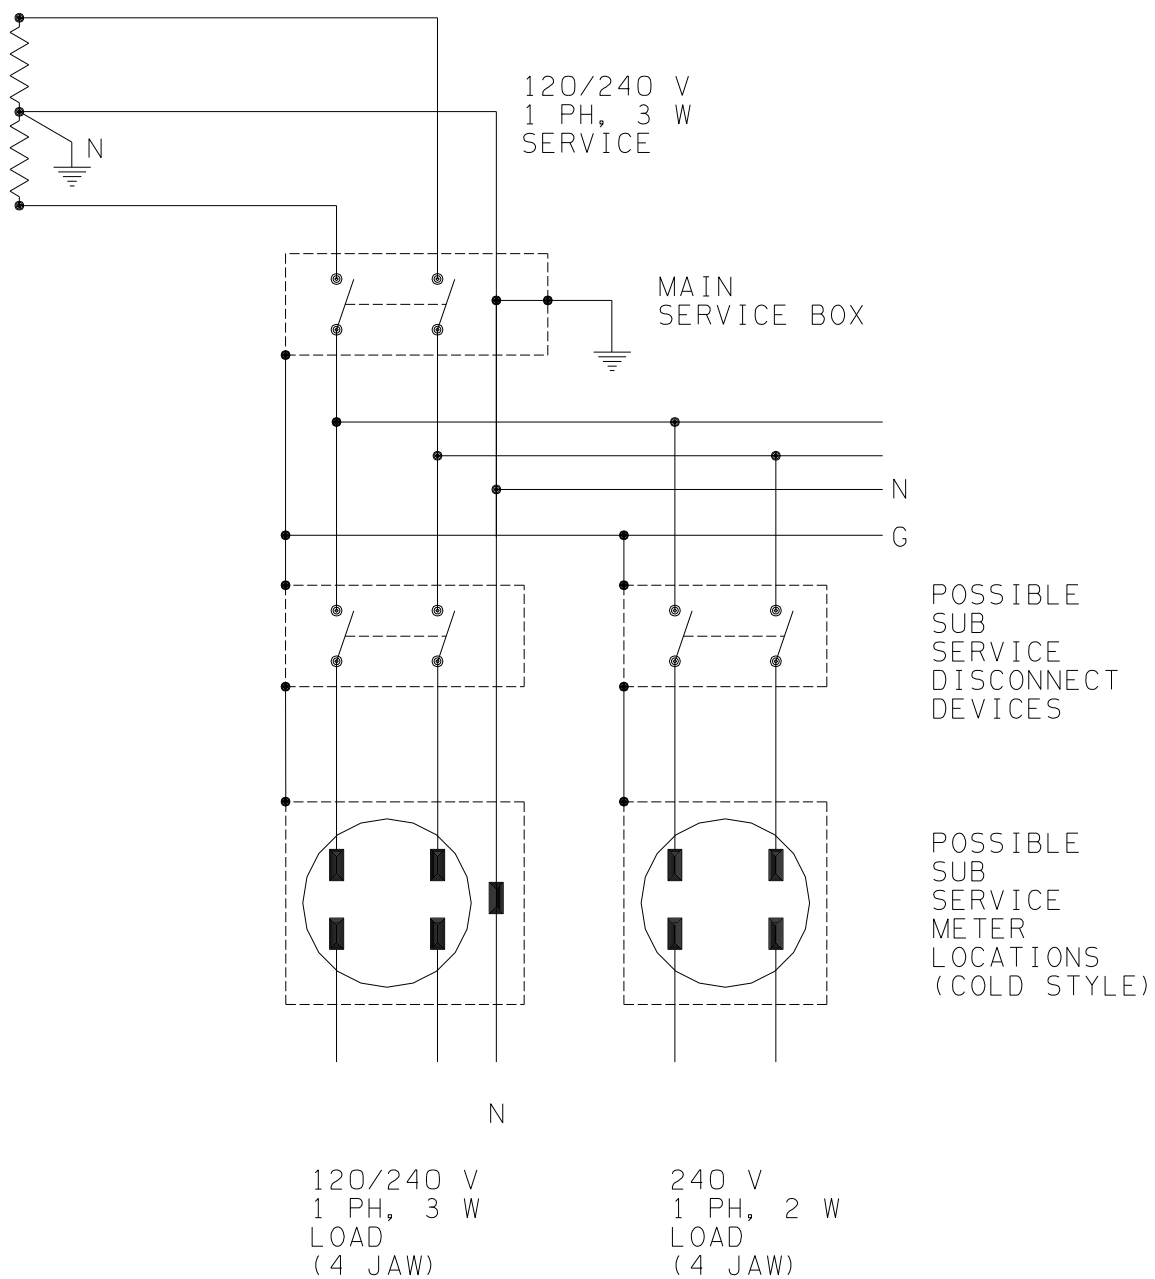 120/240 V
1 PH, 3 W
SERVICE
N
MAIN
SERVICE BOX
N
G
POSSIBLE
SUB
SERVICE
DISCONNECT
DEVICES
POSSIBLE
SUB
SERVICE
METER
LOCATIONS
(COLD STYLE)
N
120/240 V
1 PH, 3 W
LOAD
(4 JAW)
240 V
1 PH, 2 W
LOAD
(4 JAW)